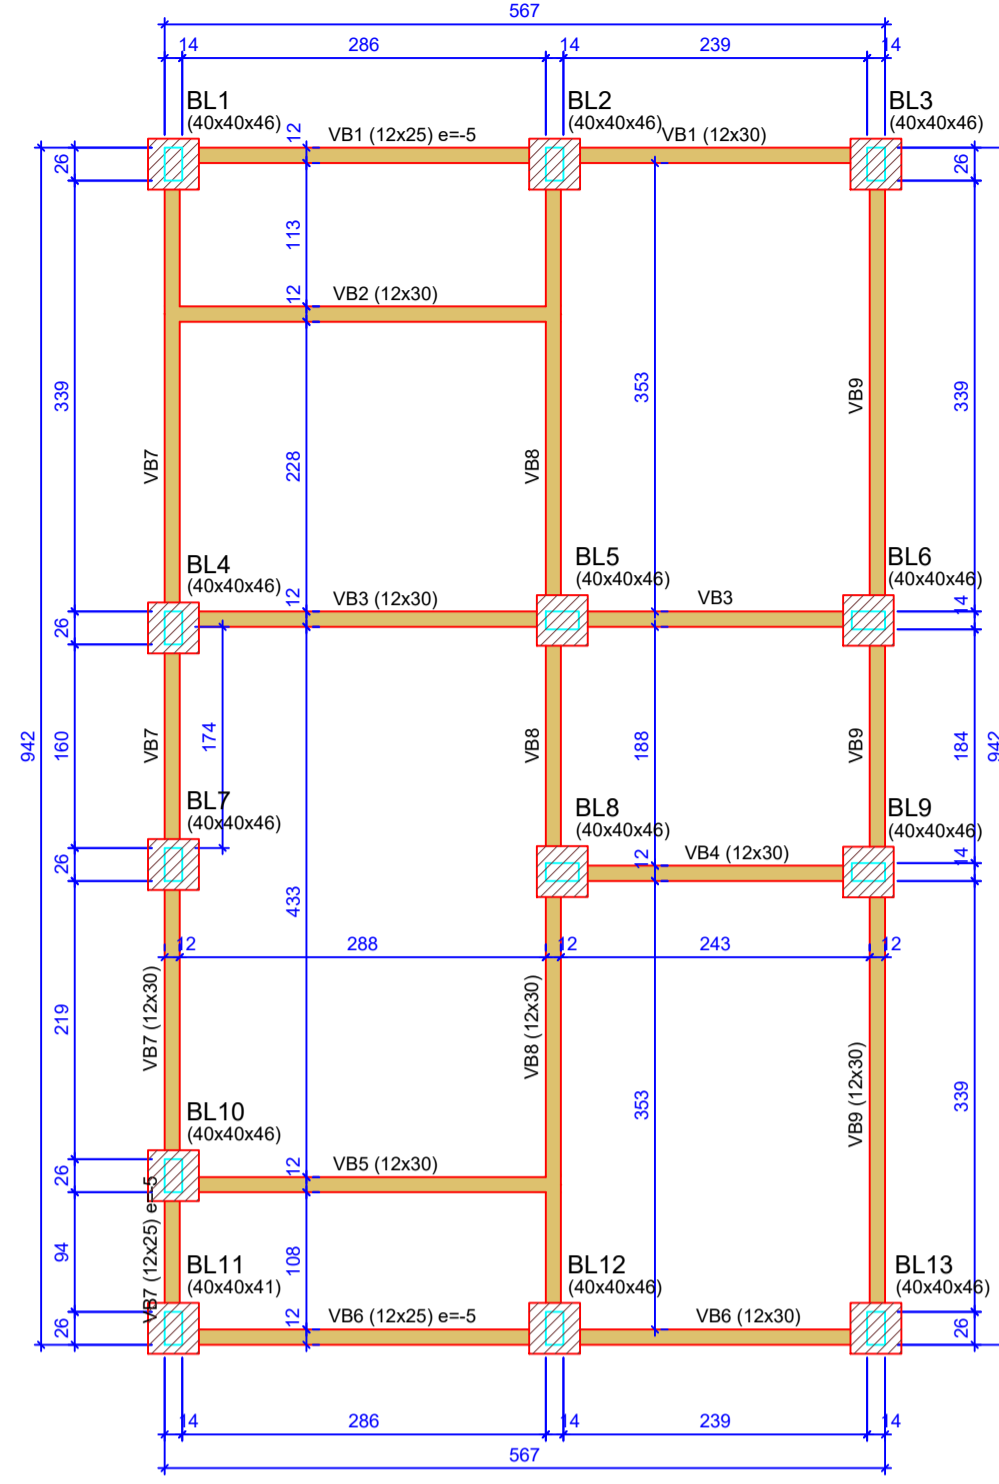 567
14 286 14 239 14
BL1
(40x40x46)
BL2
(40x40x46)
BL3
(40x40x46)
VB1 (12x25) e=-5
VB1 (12x30)
12
26
26
113
12
VB2 (12x30)
339
353
VB9
339
228
VB7
VB8
BL4
(40x40x46)
BL5
(40x40x46)
BL6
(40x40x46)
12
VB3 (12x30)
VB3
14
26
942
160
VB7
174
VB8
188
VB9
184
942
BL7
(40x40x46)
BL8
(40x40x46)
BL9
(40x40x46)
26
12
VB4 (12x30)
14
433
12 288 12 243 12
219
VB7 (12x30)
VB8 (12x30)
VB9 (12x30)
353
339
BL10
(40x40x46)
26
12
VB5 (12x30)
94
VB7 (12x25) e=-5
108
BL11
(40x40x41)
BL12
(40x40x46)
BL13
(40x40x46)
26
12
VB6 (12x25) e=-5
VB6 (12x30)
26
14 286 14 239 14
567